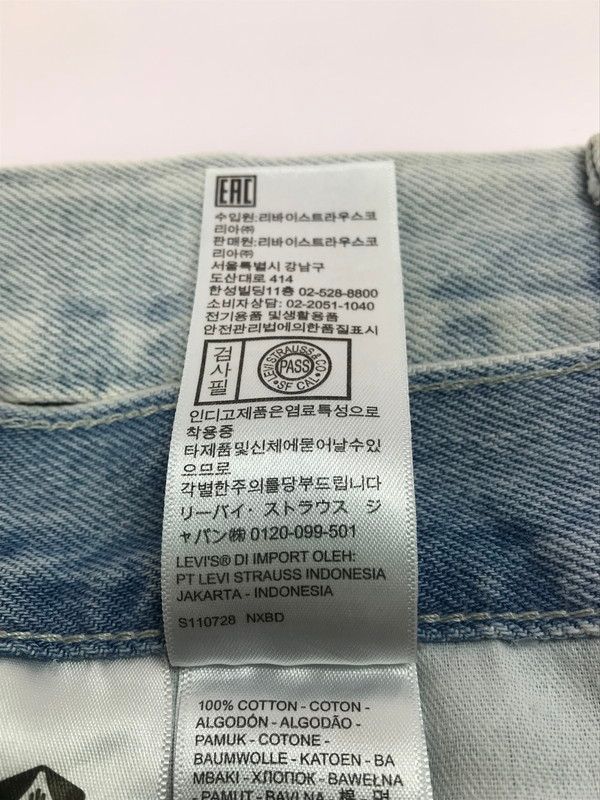 EAC
수입원:리바이스트라우스코
리아㈜
판매원:리바이스트라우스코
리아㈜
서울특별시 강남구
도산대로 414
한성빌딩11층 02-528-8800
소비자상담: 02-2051-1040
전기용품 및생활용품
안전관리법에의한품질표시
검사필
LEVI STRAUSS & CO
PASS
• SF CAL •
인디고제품은염료특성으로
착용중
타제품및신체에묻어날수있
으므로
각별한주의를당부드립니다
リーバイ・ストラウス ジ
ャパン㈱ 0120-099-501
LEVI'S® DI IMPORT OLEH:
PT LEVI STRAUSS INDONESIA
JAKARTA - INDONESIA
S110728 NXBD
100% COTTON - COTON -
ALGODÓN - ALGODÃO -
PAMUK - COTONE -
BAUMWOLLE - KATOEN - BA
MBAKI - ХЛОПОК - BAWEŁNA
- PAMUT - BAVLNA - 棉 - 면